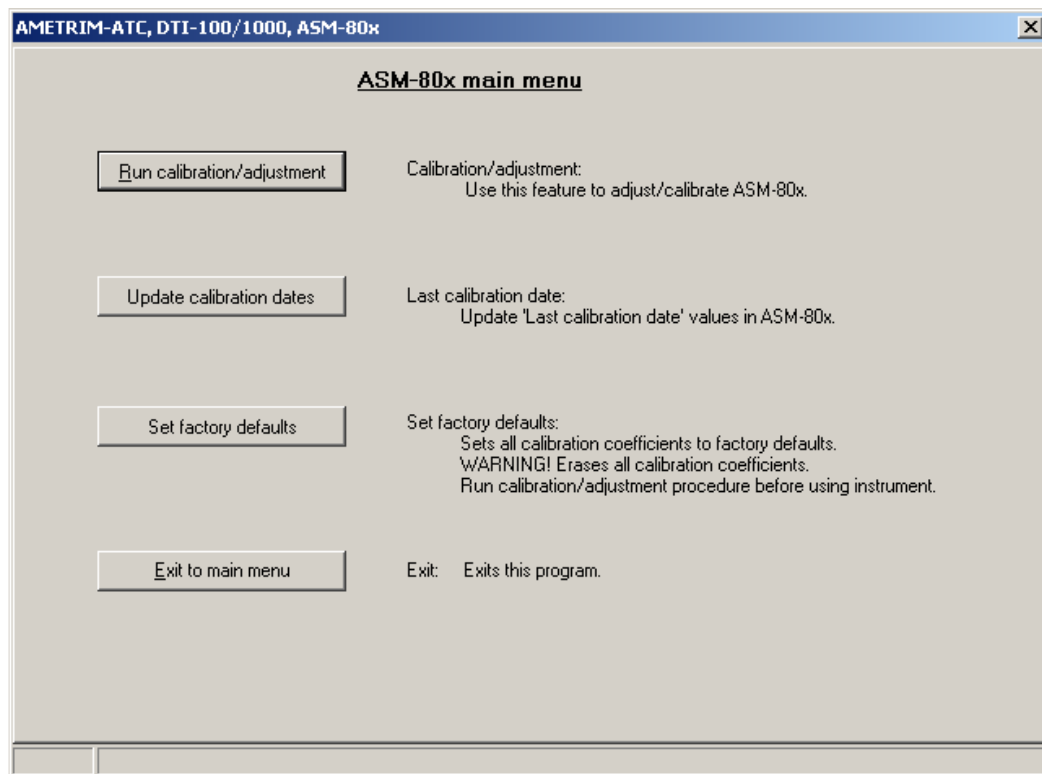 AMETRIM-ATC, DTI-100/1000, ASM-80x
ASM-80x main menu
Run calibration/adjustment
Calibration/adjustment:
Use this feature to adjust/calibrate ASM-80x.
Update calibration dates
Last calibration date:
Update 'Last calibration date' values in ASM-80x.
Set factory defaults
Set factory defaults:
Sets all calibration coefficients to factory defaults.
WARNING! Erases all calibration coefficients.
Run calibration/adjustment procedure before using instrument.
Exit to main menu
Exit: Exits this program.